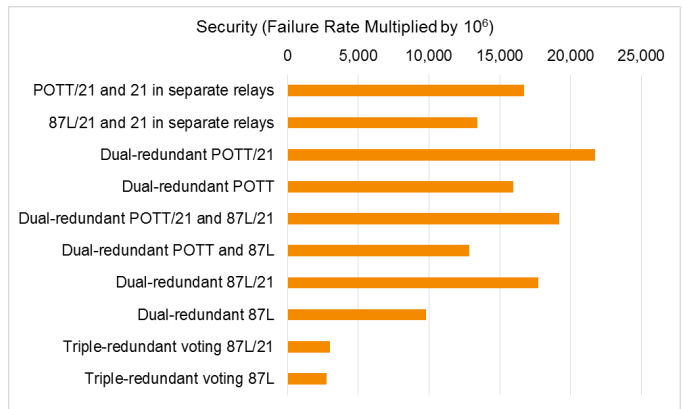 Security (Failure Rate Multiplied by 10⁶)
0 5,000 10,000 15,000 20,000 25,000
POTT/21 and 21 in separate relays
87L/21 and 21 in separate relays
Dual-redundant POTT/21
Dual-redundant POTT
Dual-redundant POTT/21 and 87L/21
Dual-redundant POTT and 87L
Dual-redundant 87L/21
Dual-redundant 87L
Triple-redundant voting 87L/21
Triple-redundant voting 87L